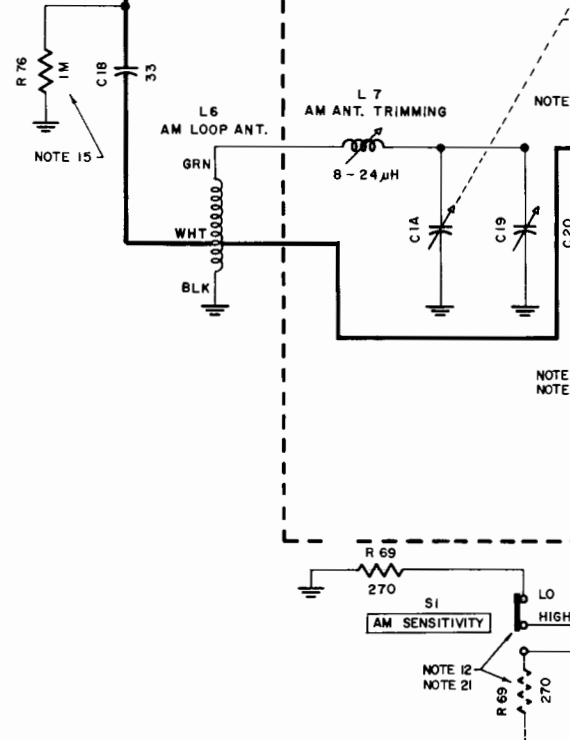 R 76
1M
C18
33
NOTE 15
L6
AM LOOP ANT.
L 7
AM ANT. TRIMMING
NOTE
GRN
8 - 24 µH
WHT
C1A
C19
C20
BLK
NOTE
NOTE
R 69
270
S1
AM SENSITIVITY
LO
HIGH
NOTE 12
NOTE 21
R 69
270